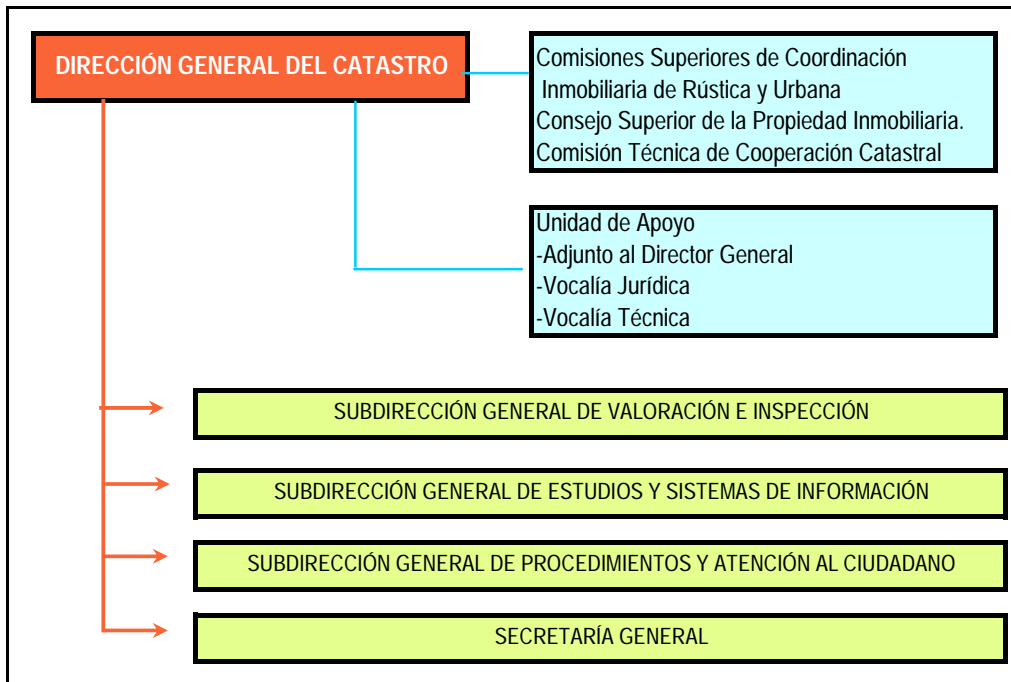 DIRECCIÓN GENERAL DEL CATASTRO
Comisiones Superiores de Coordinación
Inmobiliaria de Rústica y Urbana
Consejo Superior de la Propiedad Inmobiliaria.
Comisión Técnica de Cooperación Catastral
Unidad de Apoyo
-Adjunto al Director General
-Vocalía Jurídica
-Vocalía Técnica
SUBDIRECCIÓN GENERAL DE VALORACIÓN E INSPECCIÓN
SUBDIRECCIÓN GENERAL DE ESTUDIOS Y SISTEMAS DE INFORMACIÓN
SUBDIRECCIÓN GENERAL DE PROCEDIMIENTOS Y ATENCIÓN AL CIUDADANO
SECRETARÍA GENERAL